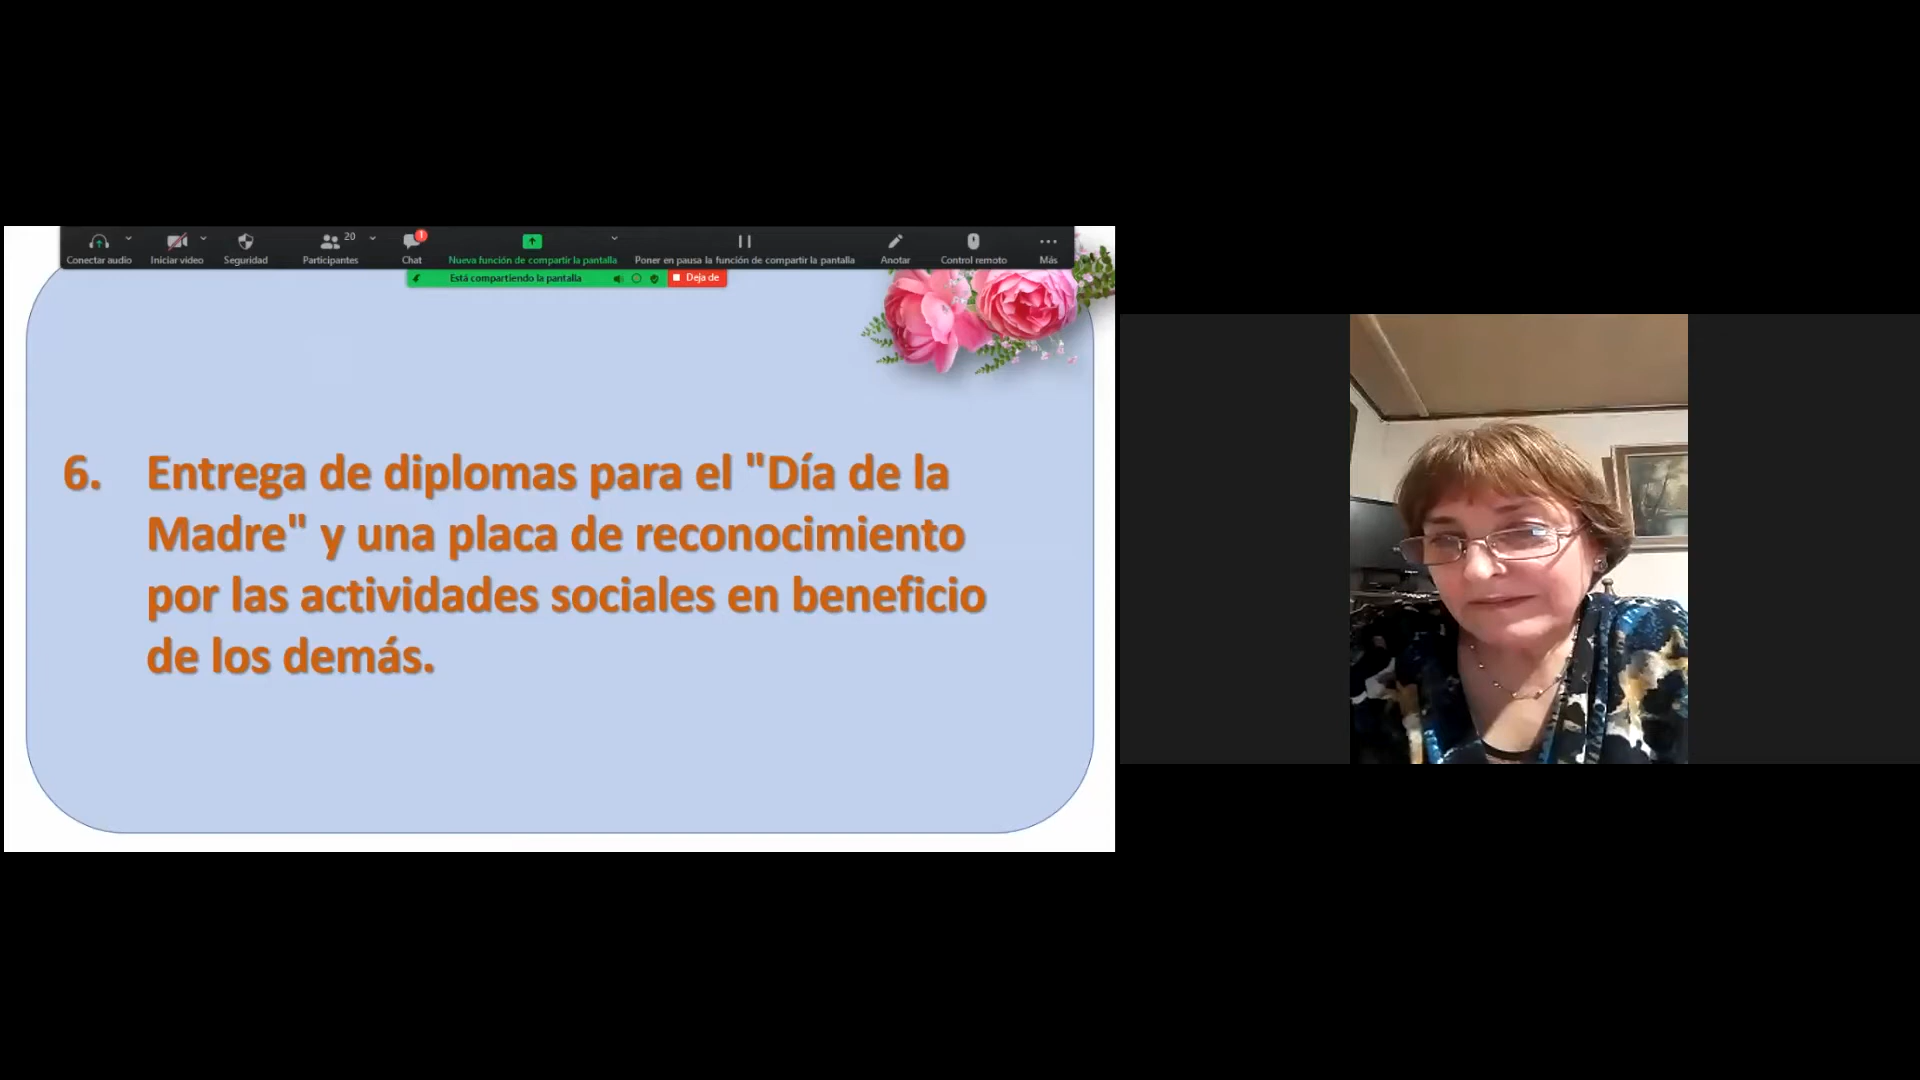 20
1
Conectar audio Iniciar video Seguridad Participantes Chat Nueva función de compartir la pantalla Poner en pausa la función de compartir la pantalla Anotar Control remoto Más
Está compartiendo la pantalla Deja de
6. Entrega de diplomas para el "Día de la
Madre" y una placa de reconocimiento
por las actividades sociales en beneficio
de los demás.